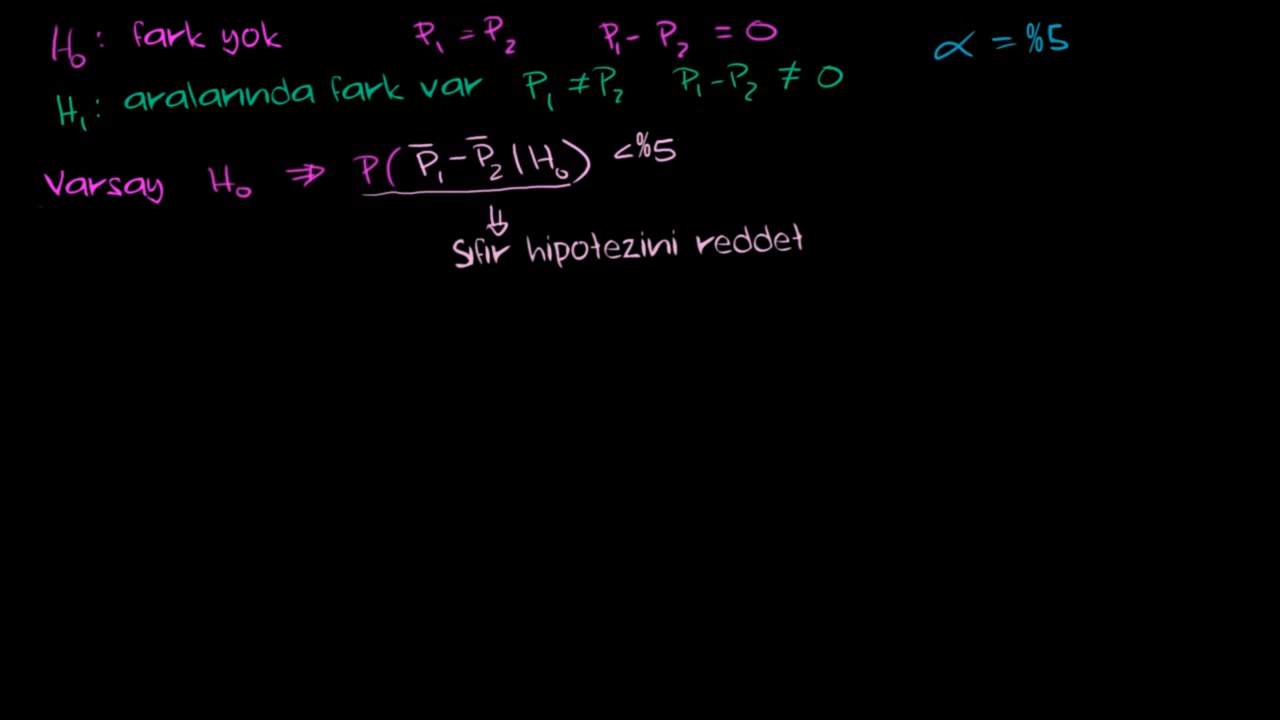 H₀: fark yok P₁ = P₂ P₁ - P₂ = 0 α = %5
H₁: aralarında fark var P₁ ≠ P₂ P₁ - P₂ ≠ 0
Varsay H₀ ⇒ P(P̅₁ - P̅₂ | H₀) < %5
⇓
Sıfır hipotezini reddet